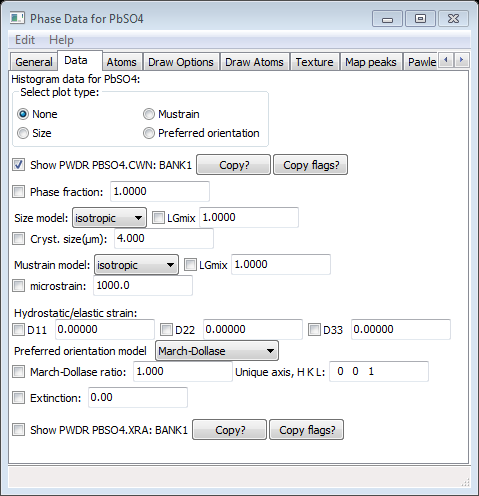 Phase Data for PbSO4
Edit Help
General Data Atoms Draw Options Draw Atoms Texture Map peaks Pawle
Histogram data for PbSO4:
Select plot type:
None Mustrain
Size Preferred orientation
Show PWDR PBSO4.CWN: BANK1 Copy? Copy flags?
Phase fraction: 1.0000
Size model: isotropic LGmix 1.0000
Cryst. size(µm): 4.000
Mustrain model: isotropic LGmix 1.0000
microstrain: 1000.0
Hydrostatic/elastic strain:
D11 0.00000 D22 0.00000 D33 0.00000
Preferred orientation model March-Dollase
March-Dollase ratio: 1.000 Unique axis, H K L: 0 0 1
Extinction: 0.00
Show PWDR PBSO4.XRA: BANK1 Copy? Copy flags?